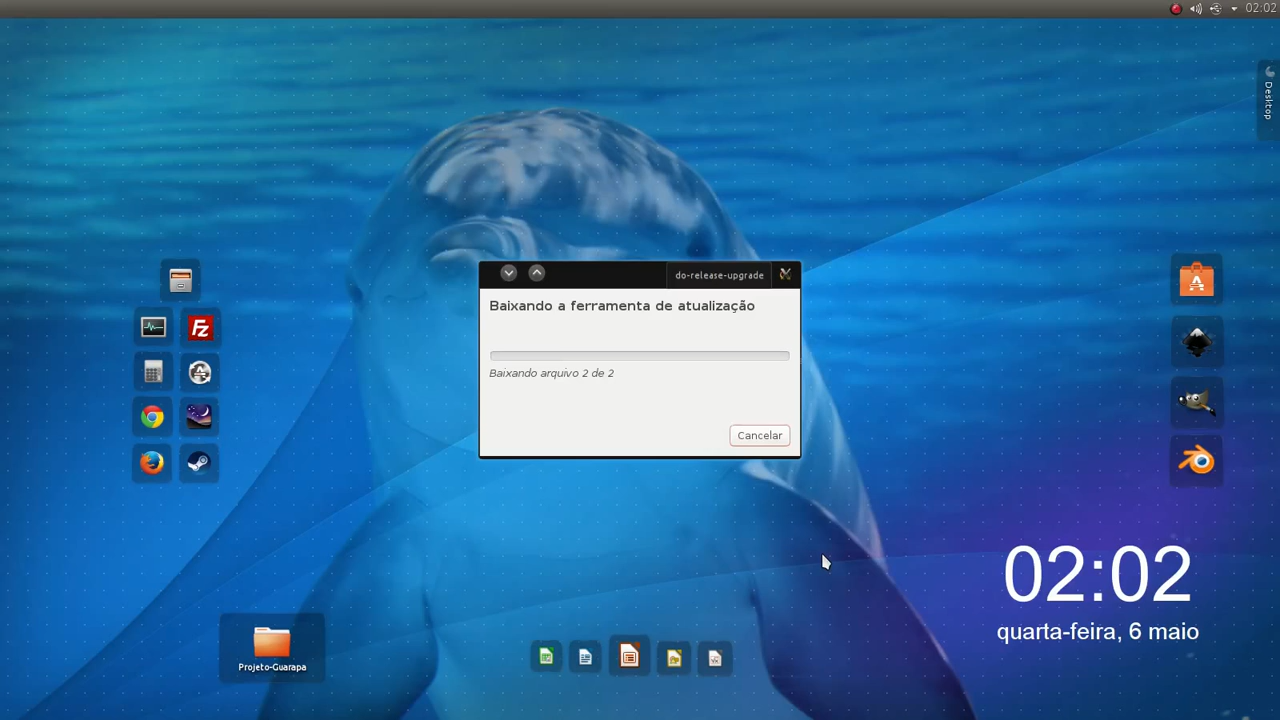 02:02
Desktop
do-release-upgrade
Baixando a ferramenta de atualização
Baixando arquivo 2 de 2
Cancelar
02:02
quarta-feira, 6 maio
Projeto-Guarapa